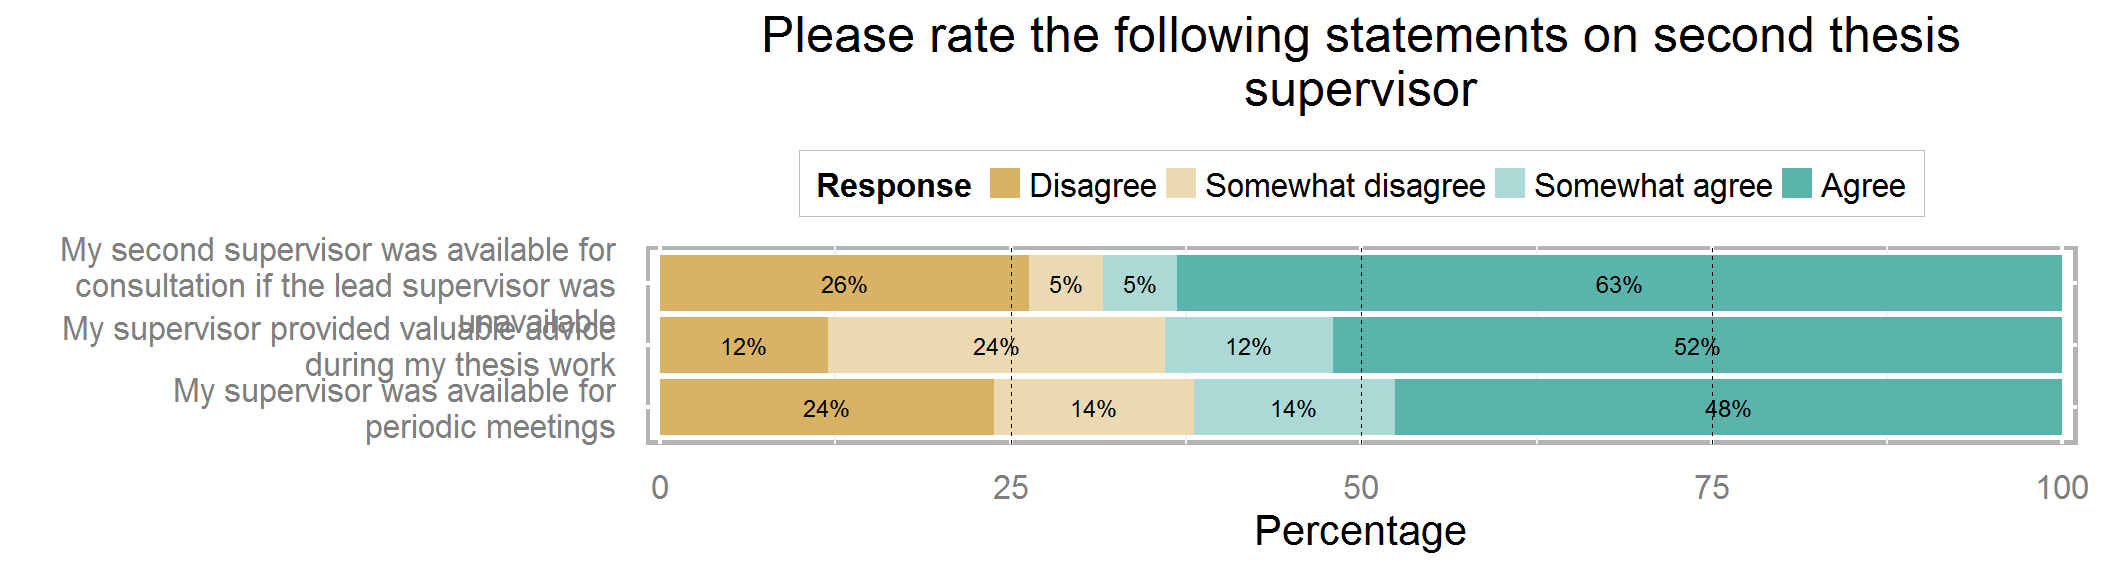 Please rate the following statements on second thesis
supervisor
Response Disagree Somewhat disagree Somewhat agree Agree
My second supervisor was available for
consultation if the lead supervisor was
unavailable
26% 5% 5% 63%
My supervisor provided valuable advice
during my thesis work
12% 24% 12% 52%
My supervisor was available for
periodic meetings
24% 14% 14% 48%
0 25 50 75 100
Percentage